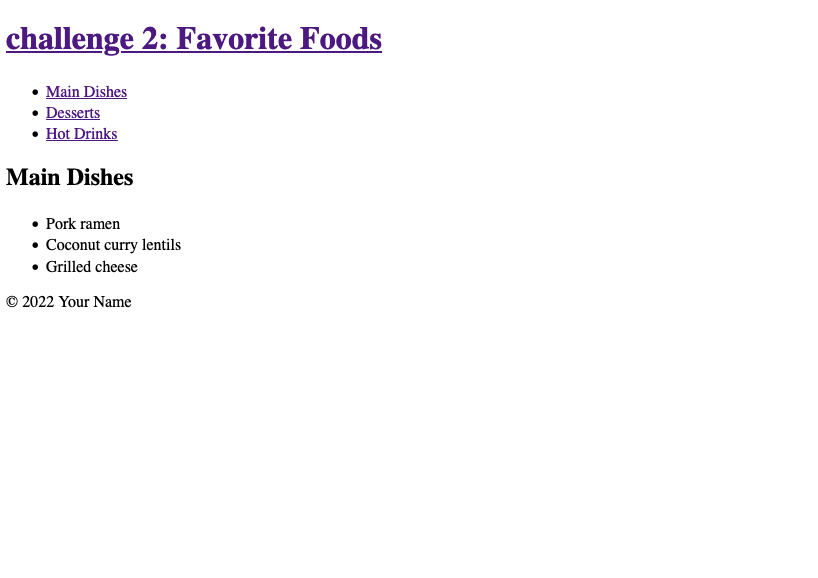 challenge 2: Favorite Foods
Main Dishes
Desserts
Hot Drinks
Main Dishes
Pork ramen
Coconut curry lentils
Grilled cheese
© 2022 Your Name